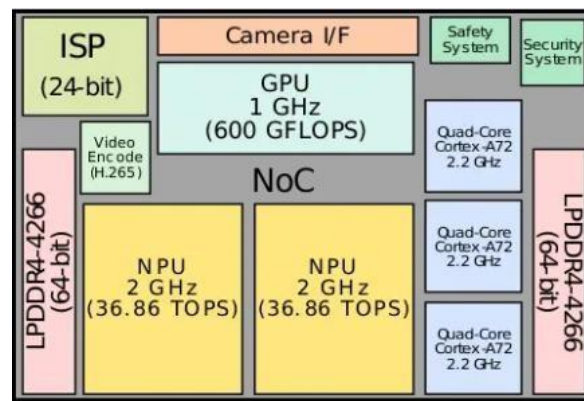 ISP
(24-bit)
Camera I/F
Safety
System
Security
System
GPU
1 GHz
(600 GFLOPS)
Video
Encode
(H.265)
NoC
Quad-Core
Cortex-A72
2.2 GHz
LPDDR4-4266
(64-bit)
NPU
2 GHz
(36.86 TOPS)
NPU
2 GHz
(36.86 TOPS)
Quad-Core
Cortex-A72
2.2 GHz
Quad-Core
Cortex-A72
2.2 GHz
LPDDR4-4266
(64-bit)